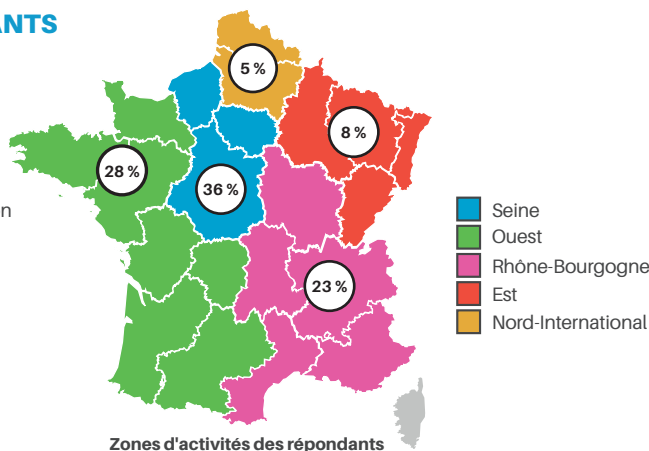 ANTS
5 %
8 %
28 %
36 %
n
Seine
Ouest
Rhône-Bourgogne
23 %
Est
Nord-International
Zones d'activités des répondants